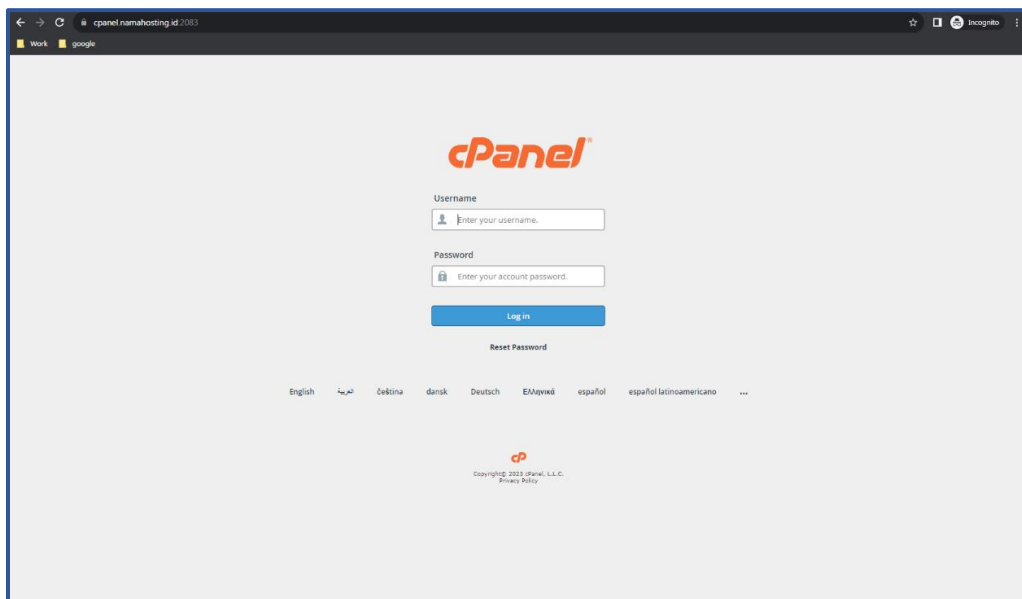 cpanel.namahosting.id:2083
Incognito
Work google
cPanel®
Username
Enter your username.
Password
Enter your account password.
Log in
Reset Password
English العربية čeština dansk Deutsch Ελληνικά español español latinoamericano ...
cP
Copyright© 2023 cPanel, L.L.C.
Privacy Policy